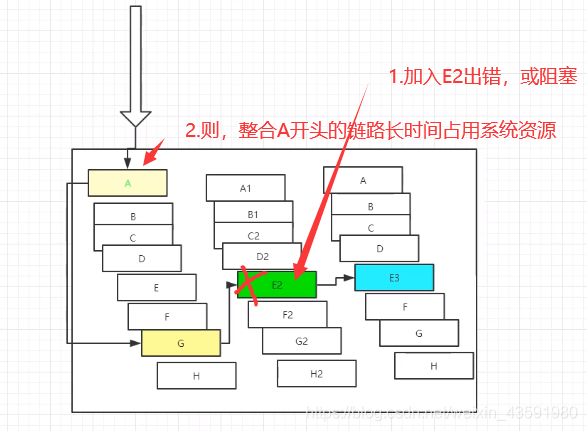 1.加入E2出错，或阻塞
2.则，整合A开头的链路长时间占用系统资源
A
B
C
D
E
F
G
H
A1
B1
C2
D2
E2
F2
G2
H2
A
B
C
D
E3
F
G
H
https://blog.csdn.net/weixin_43591980